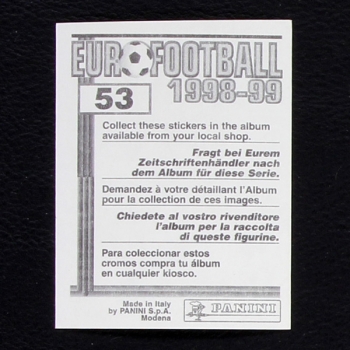 EUROFOOTBALL
53
1998-99
Collect these stickers in the album
available from your local shop.
Fragt bei Eurem
Zeitschriftenhändler nach
dem Album für diese Serie.
Demandez à votre détaillant l'Album
pour la collection de ces images.
Chiedete al vostro rivenditore
l'album per la raccolta
di queste figurine.
Para coleccionar estos
cromos compra tu álbum
en cualquier kiosco.
Made in Italy
by PANINI S.p.A.
Modena
PANINI